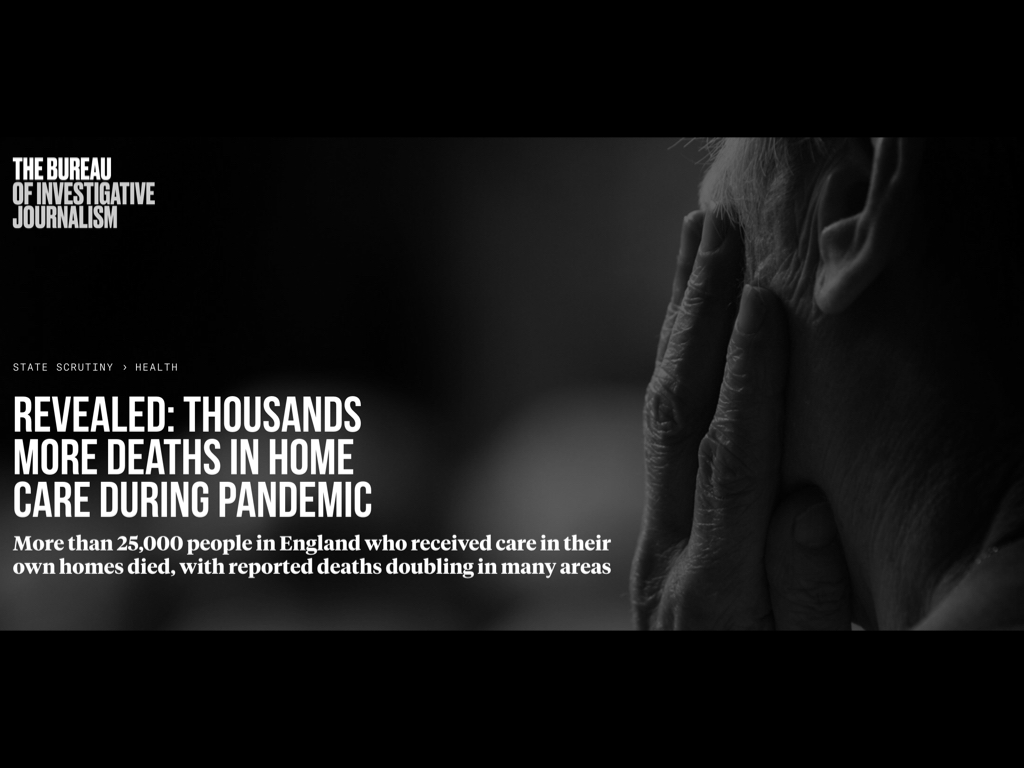 THE BUREAU
OF INVESTIGATIVE
JOURNALISM
STATE SCRUTINY › HEALTH
REVEALED: THOUSANDS
MORE DEATHS IN HOME
CARE DURING PANDEMIC
More than 25,000 people in England who received care in their
own homes died, with reported deaths doubling in many areas